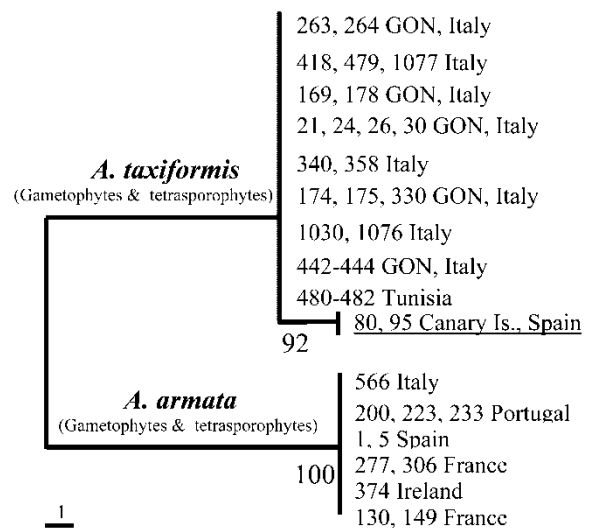 263, 264 GON, Italy
418, 479, 1077 Italy
169, 178 GON, Italy
21, 24, 26, 30 GON, Italy
A. taxiformis
(Gametophytes & tetrasporophytes)
340, 358 Italy
174, 175, 330 GON, Italy
1030, 1076 Italy
442-444 GON, Italy
480-482 Tunisia
80, 95 Canary Is., Spain
92
A. armata
(Gametophytes & tetrasporophytes)
566 Italy
200, 223, 233 Portugal
1, 5 Spain
277, 306 France
374 Ireland
130, 149 France
100
1